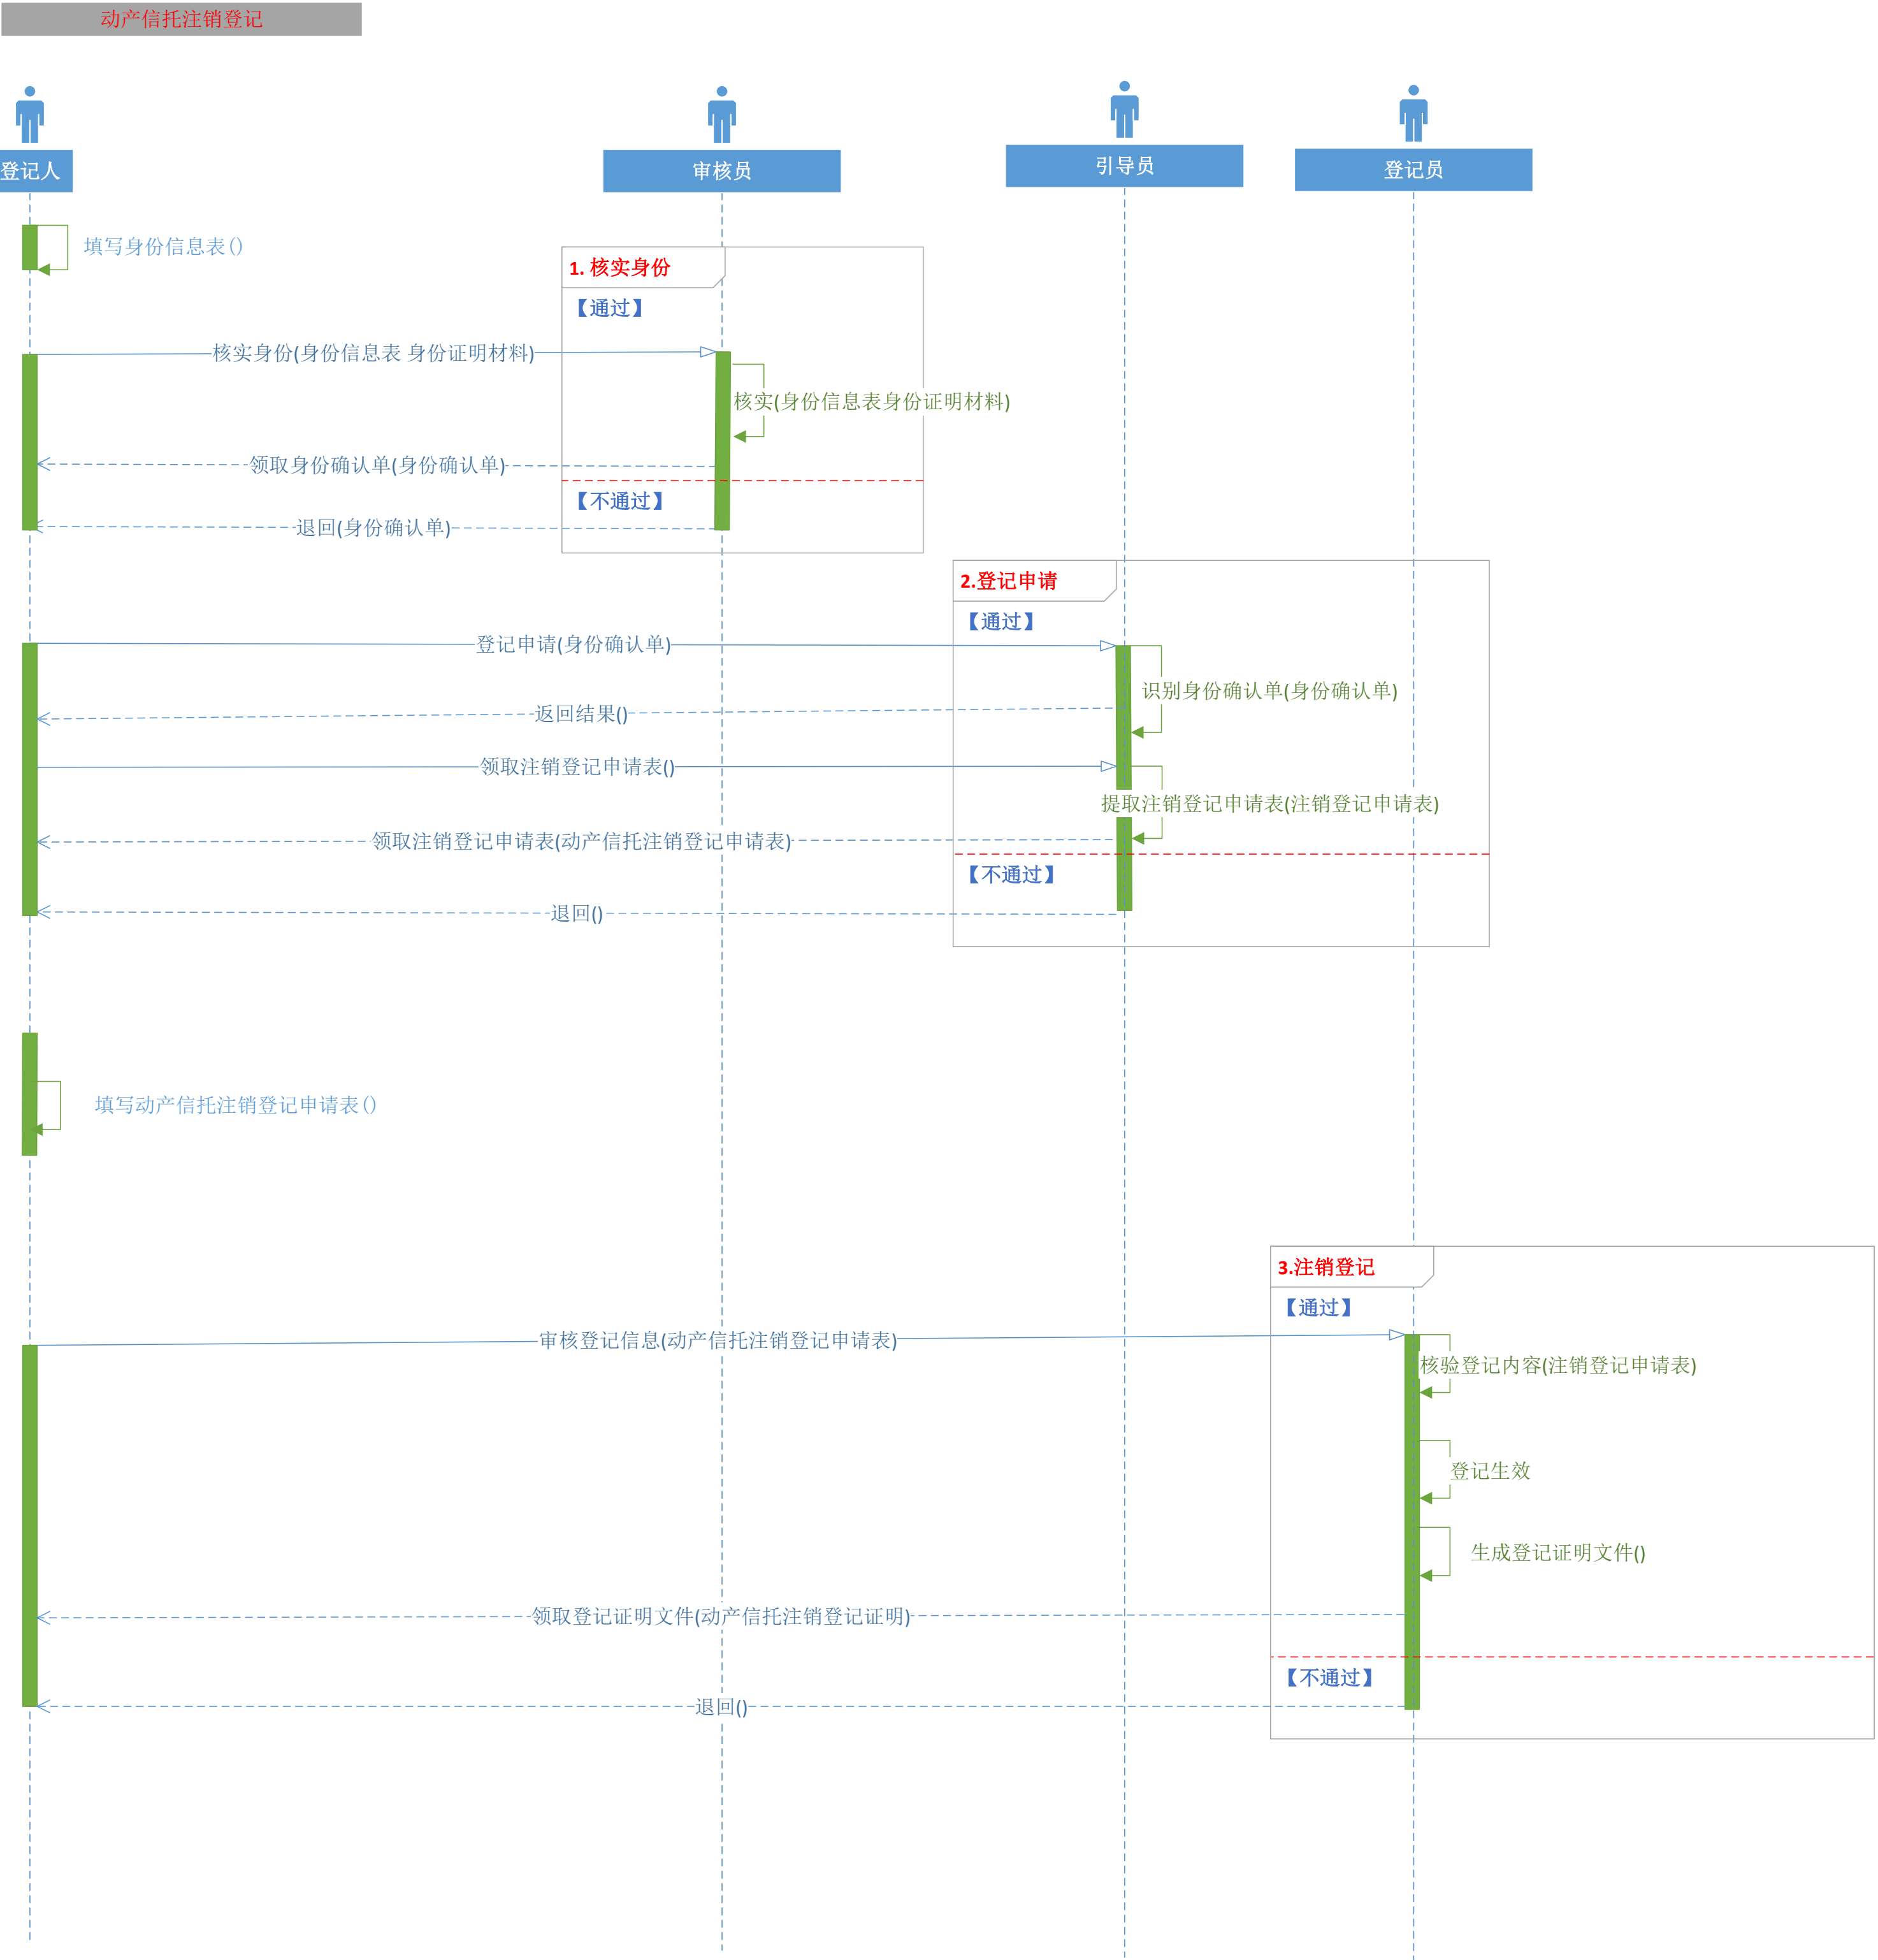 动产信托注销登记
登记人
审核员
引导员
登记员
填写身份信息表()
1. 核实身份
【通过】
核实身份(身份信息表 身份证明材料)
核实(身份信息表身份证明材料)
领取身份确认单(身份确认单)
【不通过】
退回(身份确认单)
2.登记申请
【通过】
登记申请(身份确认单)
识别身份确认单(身份确认单)
返回结果()
领取注销登记申请表()
提取注销登记申请表(注销登记申请表)
领取注销登记申请表(动产信托注销登记申请表)
【不通过】
退回()
填写动产信托注销登记申请表()
3.注销登记
【通过】
审核登记信息(动产信托注销登记申请表)
核验登记内容(注销登记申请表)
登记生效
生成登记证明文件()
领取登记证明文件(动产信托注销登记证明)
【不通过】
退回()